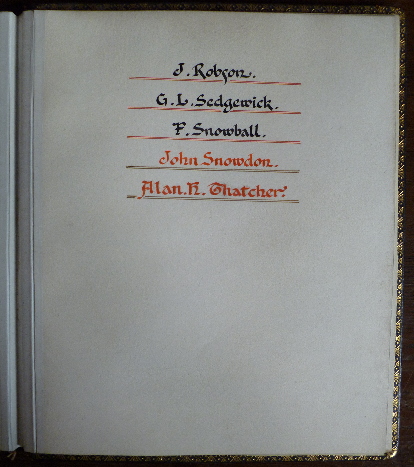 J. Robson.
G. L. Sedgewick.
F. Snowball.
John Snowdon.
Alan. R. Thatcher.